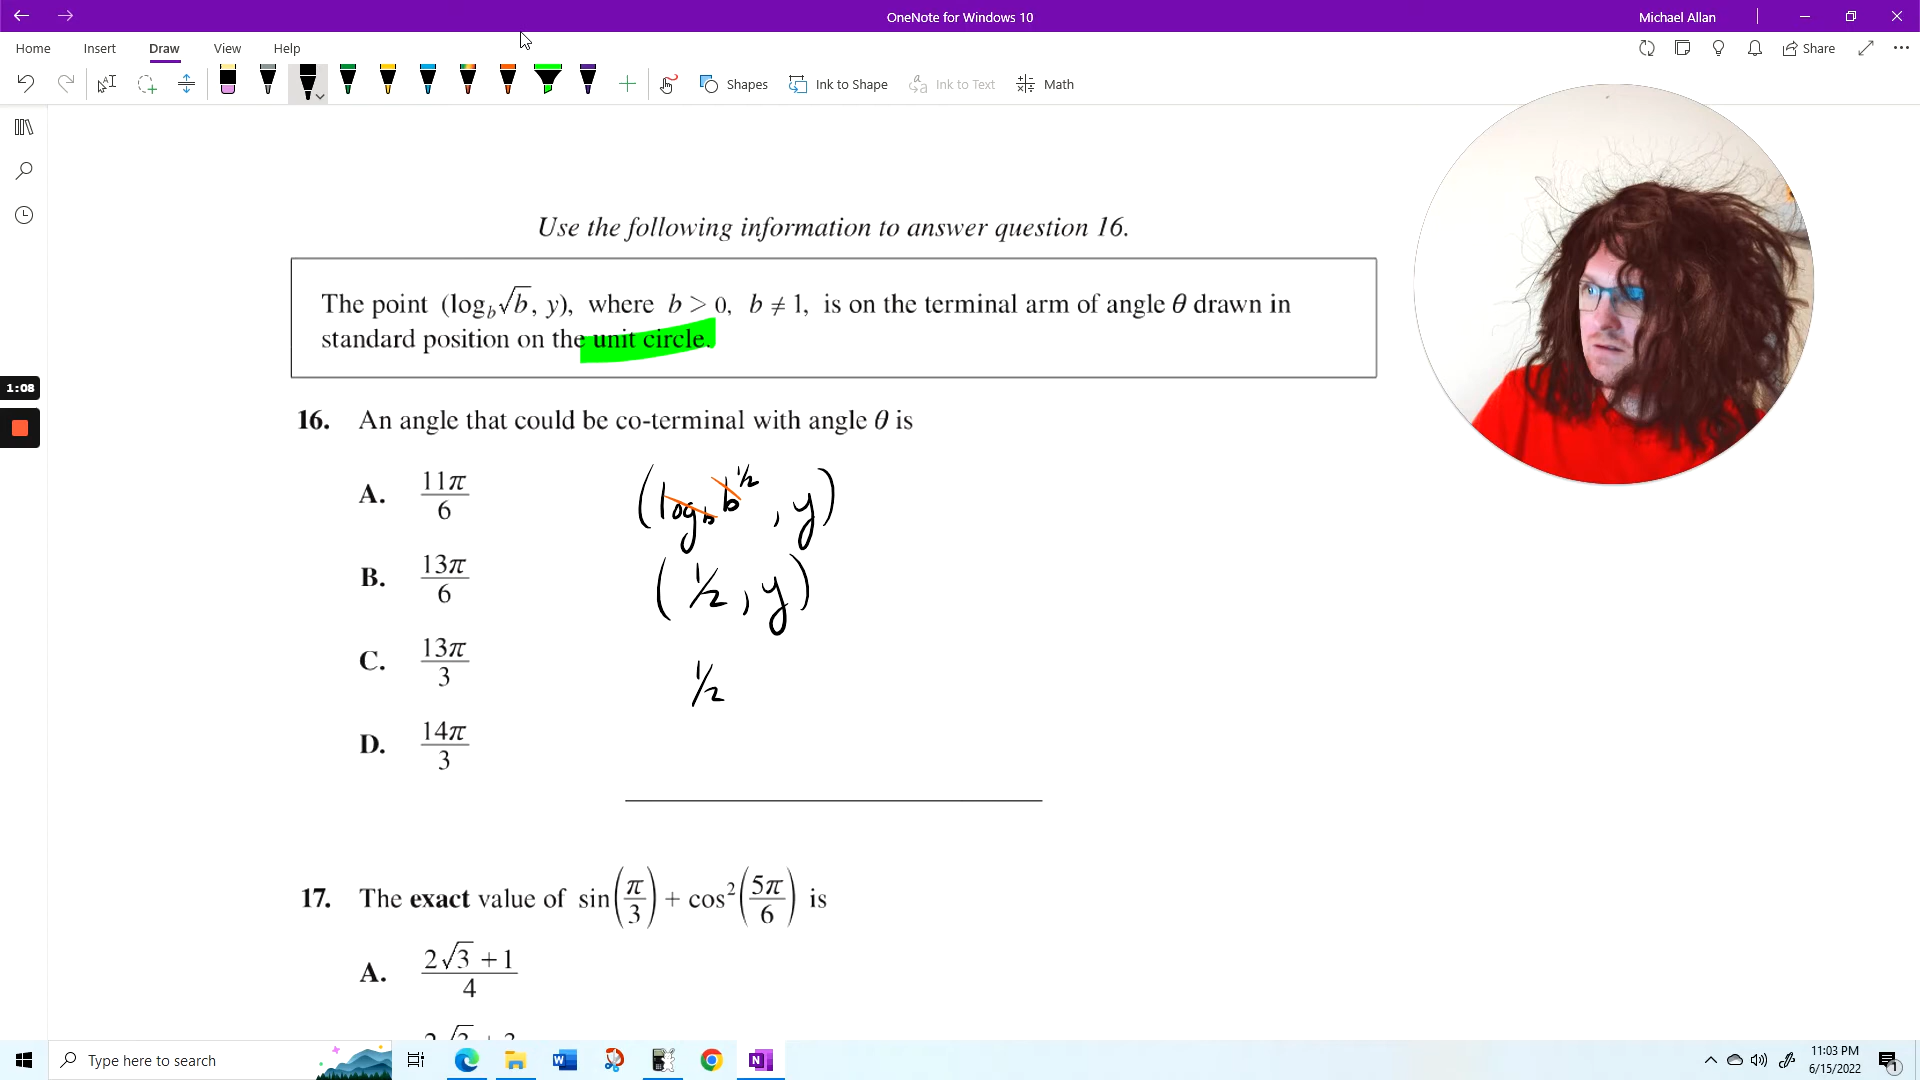 OneNote for Windows 10
Michael Allan
Home Insert Draw View Help
Share
Shapes Ink to Shape Ink to Text Math
Use the following information to answer question 16.
The point (log_b √b, y), where b > 0, b ≠ 1, is on the terminal arm of angle θ drawn in
standard position on the unit circle.
1:08
16. An angle that could be co-terminal with angle θ is
A. 11π/6
B. 13π/6
C. 13π/3
D. 14π/3
(log_b b^1/2, y)
(1/2, y)
1/2
17. The exact value of sin(π/3) + cos²(5π/6) is
A. (2√3 + 1)/4
Type here to search
11:03 PM
6/15/2022
1